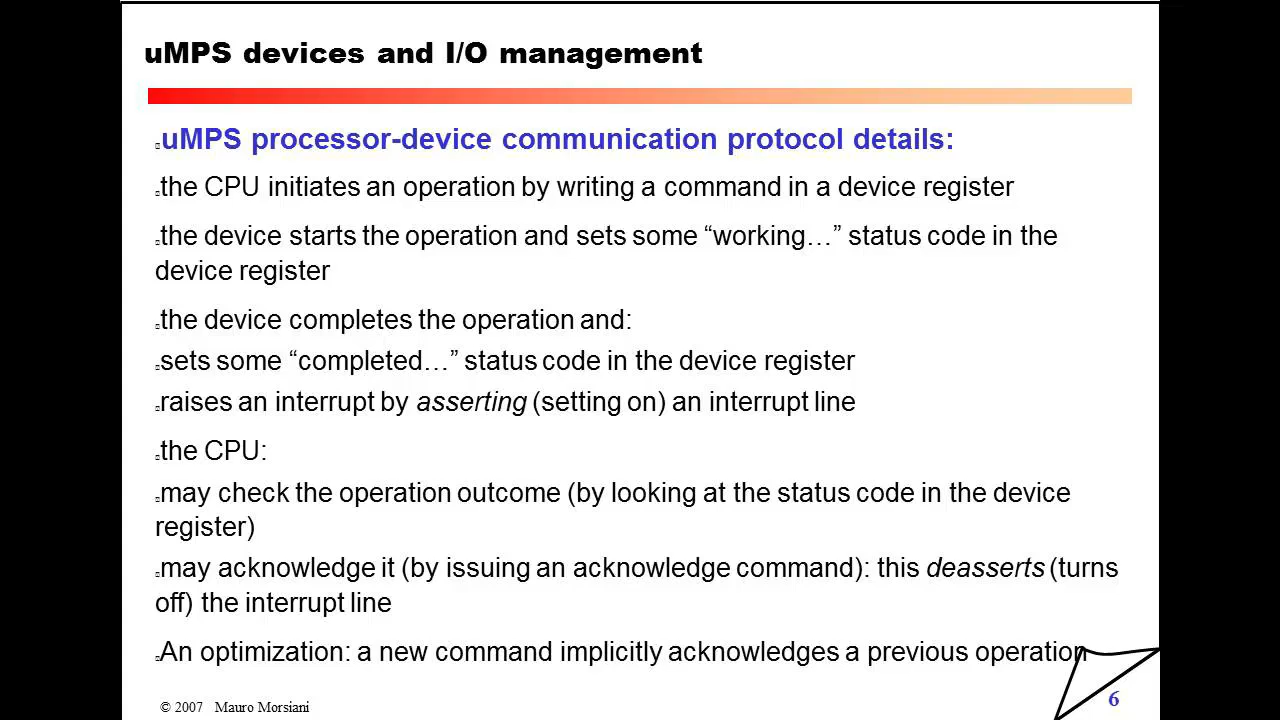 uMPS devices and I/O management
uMPS processor-device communication protocol details:
the CPU initiates an operation by writing a command in a device register
the device starts the operation and sets some “working…” status code in the
device register
the device completes the operation and:
sets some “completed…” status code in the device register
raises an interrupt by asserting (setting on) an interrupt line
the CPU:
may check the operation outcome (by looking at the status code in the device
register)
may acknowledge it (by issuing an acknowledge command): this deasserts (turns
off) the interrupt line
An optimization: a new command implicitly acknowledges a previous operation
© 2007 Mauro Morsiani
6